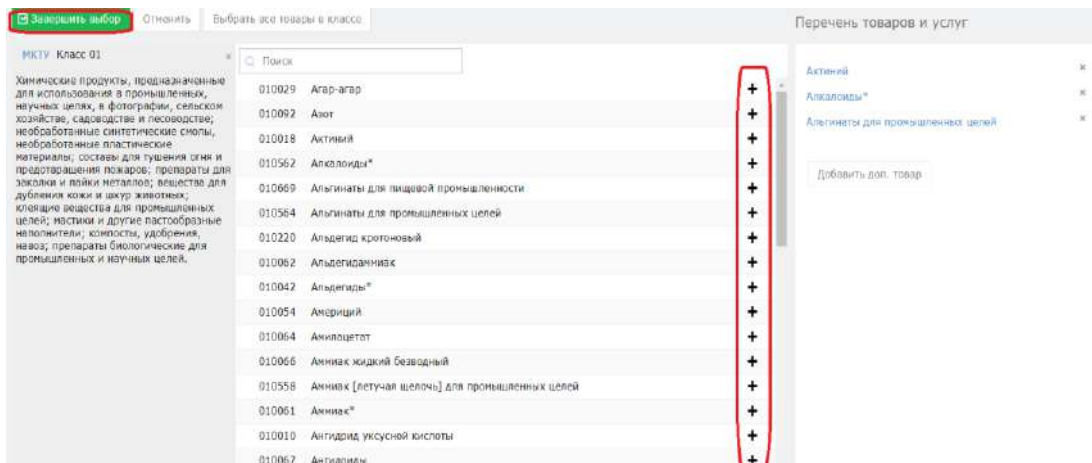 Завершить выбор
Отменить
Выбрать все товары в классе
Перечень товаров и услуг
МКТУ Класс 01
Химические продукты, предназначенные
для использования в промышленных,
научных целях, в фотографии, сельском
хозяйстве, садоводстве и лесоводстве;
необработанные синтетические смолы,
необработанные пластические
материалы; составы для тушения огня и
предотвращения пожаров; препараты для
закалки и пайки металлов; вещества для
дубления кожи и шкур животных;
клеящие вещества для промышленных
целей; мастики и другие пастообразные
наполнители; компосты, удобрения,
навоз; препараты биологические для
промышленных и научных целей.
Поиск
010029 Агар-агар
010092 Азот
010018 Актиний
010562 Алкалоиды*
010669 Альгинаты для пищевой промышленности
010564 Альгинаты для промышленных целей
010220 Альдегид кротоновый
010062 Альдегидаммиак
010042 Альдегиды*
010054 Америций
010064 Амилацетат
010066 Аммиак жидкий безводный
010558 Аммиак [летучая щелочь] для промышленных целей
010061 Аммиак*
010010 Ангидрид уксусной кислоты
010067 Ангидриды
Актиний
Алкалоиды*
Альгинаты для промышленных целей
Добавить доп. товар